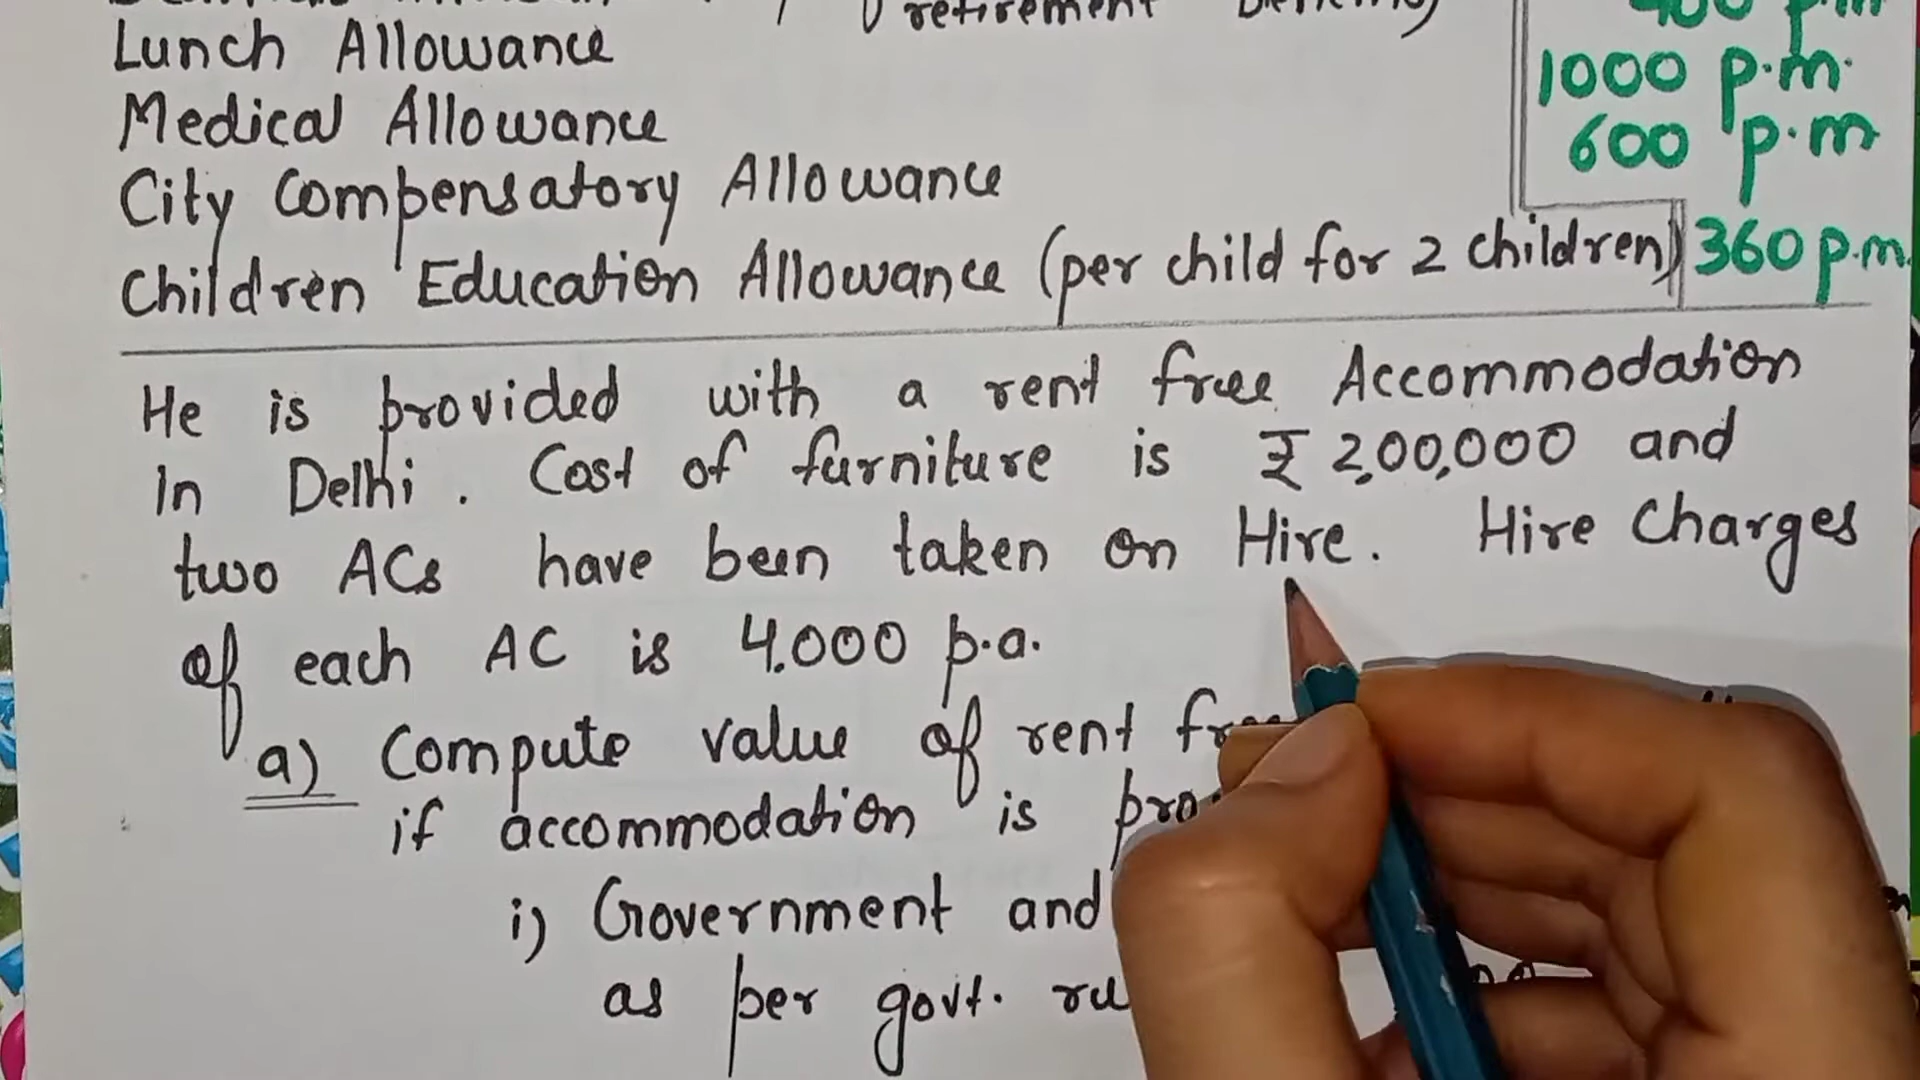 retirement
400 p.m
Lunch Allowance
1000 p.m.
Medical Allowance
600 p.m
City Compensatory Allowance
Children Education Allowance (per child for 2 children) 360 p.m.
He is provided with a rent free Accommodation
In Delhi. Cost of furniture is ₹ 2,00,000 and
two ACs have been taken on Hire. Hire Charges
of each AC is 4,000 p.a.
a) Compute value of rent
if accommodation is
i) Government and
as per govt.